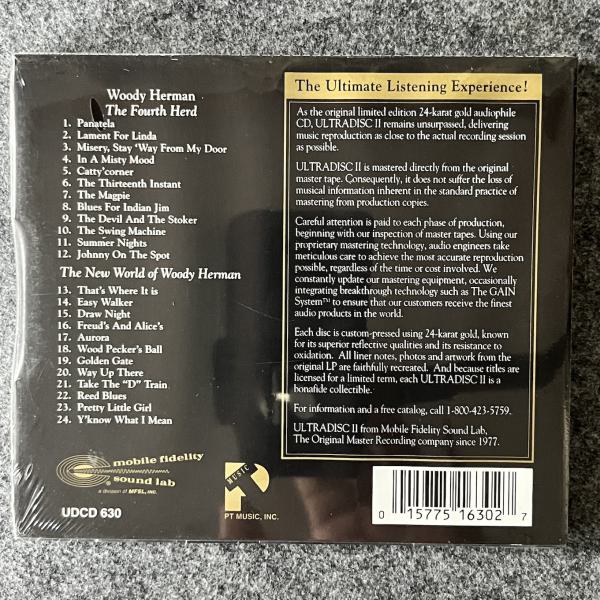 Woody Herman
The Fourth Herd
1. Panatela
2. Lament For Linda
3. Misery, Stay 'Way From My Door
4. In A Misty Mood
5. Catty'corner
6. The Thirteenth Instant
7. The Magpie
8. Blues For Indian Jim
9. The Devil And The Stoker
10. The Swing Machine
11. Summer Nights
12. Johnny On The Spot
The New World of Woody Herman
13. That's Where It is
14. Easy Walker
15. Draw Night
16. Freud's And Alice's
17. Aurora
18. Wood Pecker's Ball
19. Golden Gate
20. Way Up There
21. Take The "D" Train
22. Reed Blues
23. Pretty Little Girl
24. Y'know What I Mean
mobile fidelity
sound lab
a division of MFSL, INC.
UDCD 630
MUSIC
PT MUSIC, INC.
The Ultimate Listening Experience!
As the original limited edition 24-karat gold audiophile
CD, ULTRADISC II remains unsurpassed, delivering
music reproduction as close to the actual recording session
as possible.
ULTRADISC II is mastered directly from the original
master tape. Consequently, it does not suffer the loss of
musical information inherent in the standard practice of
mastering from production copies.
Careful attention is paid to each phase of production,
beginning with our inspection of master tapes. Using our
proprietary mastering technology, audio engineers take
meticulous care to achieve the most accurate reproduction
possible, regardless of the time or cost involved. We
constantly update our mastering equipment, occasionally
integrating breakthrough technology such as The GAIN
System™ to ensure that our customers receive the finest
audio products in the world.
Each disc is custom-pressed using 24-karat gold, known
for its superior reflective qualities and its resistance to
oxidation. All liner notes, photos and artwork from the
original LP are faithfully recreated. And because titles are
licensed for a limited term, each ULTRADISC II is a
bonafide collectible.
For information and a free catalog, call 1-800-423-5759.
ULTRADISC II from Mobile Fidelity Sound Lab,
The Original Master Recording company since 1977.
0 15775 16302 7